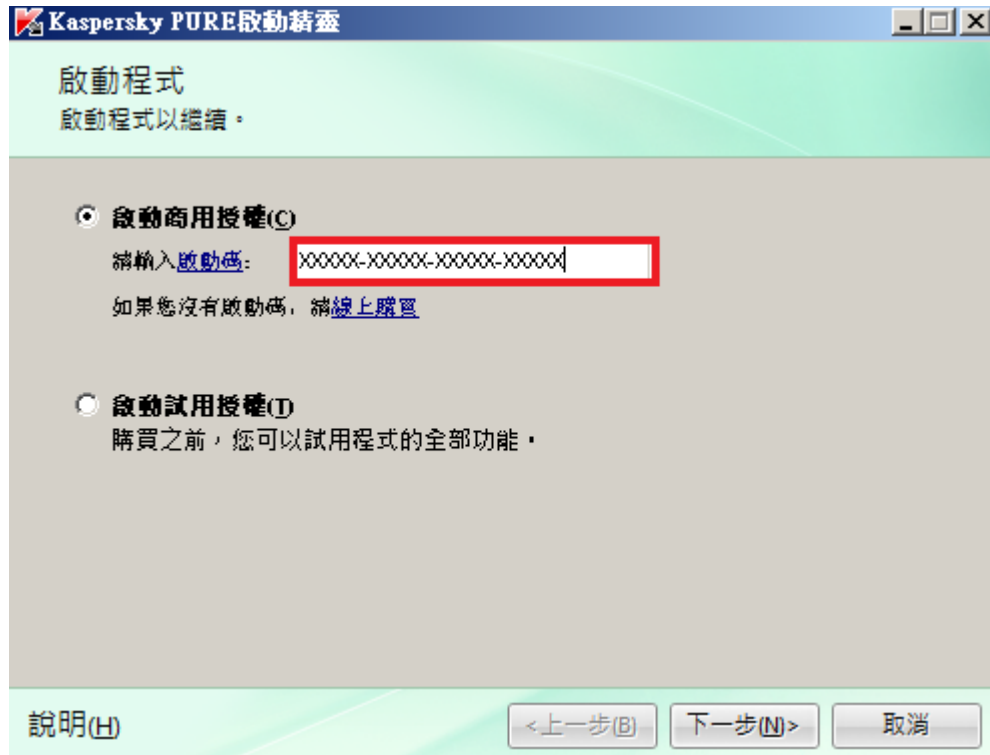 Kaspersky PURE啟動精靈
啟動程式
啟動程式以繼續。
啟動商用授權(C)
請輸入啟動碼:
XXXXX-XXXXX-XXXXX-XXXXX
如果您沒有啟動碼, 請線上購買
啟動試用授權(T)
購買之前,您可以試用程式的全部功能。
說明(H)
<上一步(B)
下一步(N)>
取消